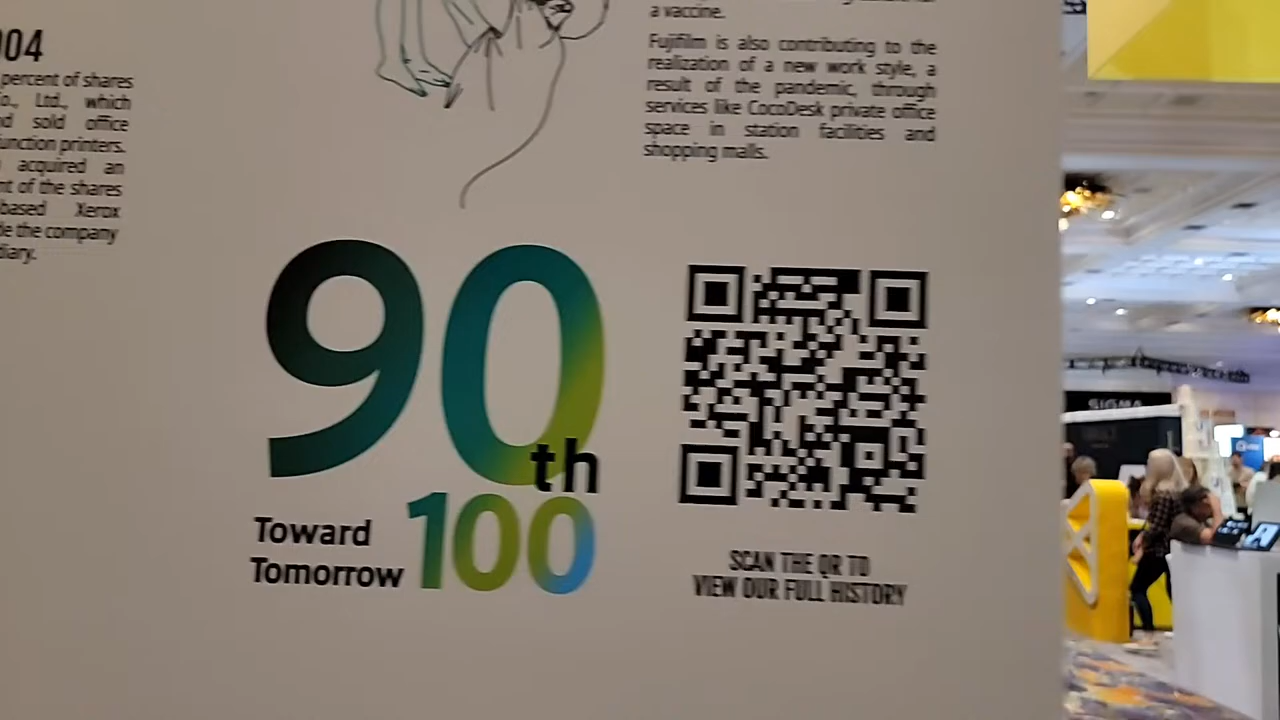 004
percent of shares
Co., Ltd., which
sold office
function printers.
acquired an
of the shares
based Xerox
the company
a vaccine.
Fujifilm is also contributing to the
realization of a new work style, a
result of the pandemic, through
services like CocoDesk private office
space in station facilities and
shopping malls.
90th
Toward
Tomorrow 100
SCAN THE QR TO
VIEW OUR FULL HISTORY
SIGMA